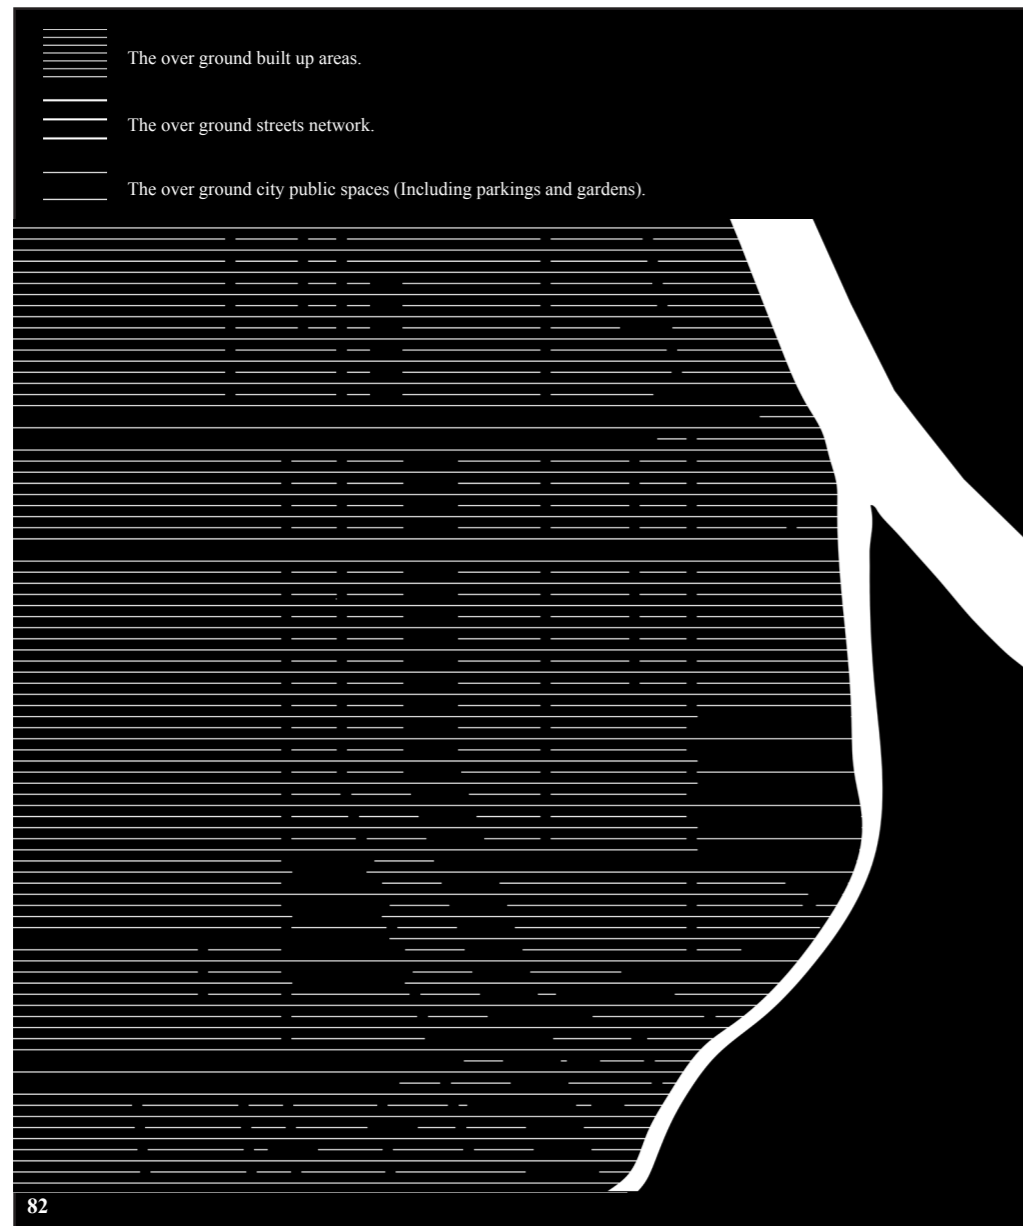 The over ground built up areas.
The over ground streets network.
The over ground city public spaces (Including parkings and gardens).
82